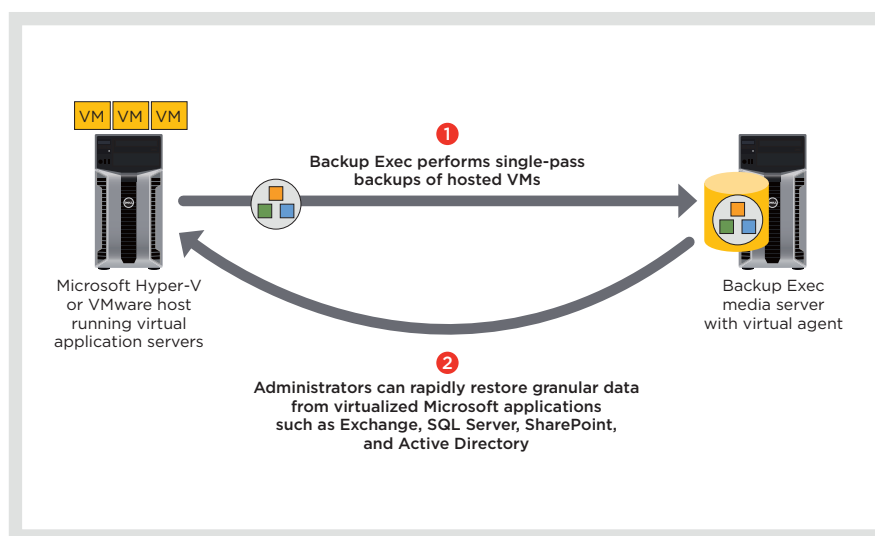 VM VM VM
1
Backup Exec performs single-pass
backups of hosted VMs
Microsoft Hyper-V
or VMware host
running virtual
application servers
Backup Exec
media server
with virtual agent
2
Administrators can rapidly restore granular data
from virtualized Microsoft applications
such as Exchange, SQL Server, SharePoint,
and Active Directory